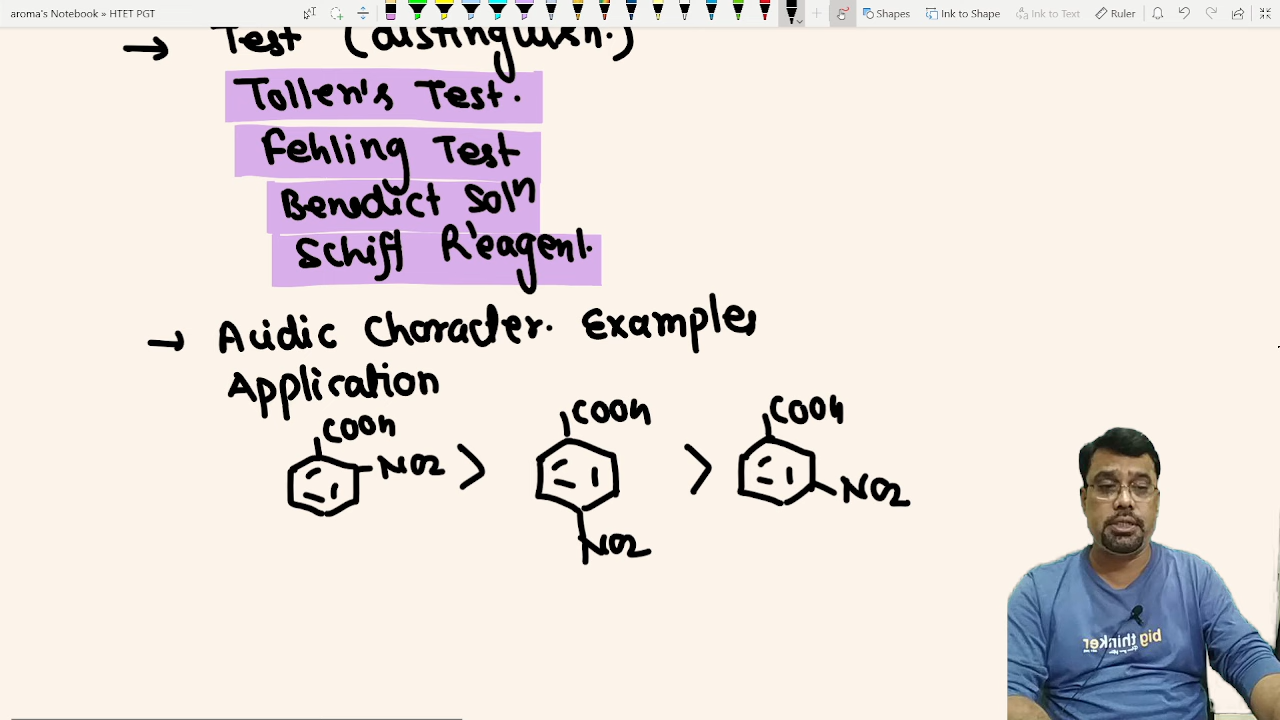 aroma's Notebook » HTET PGT
Shapes Ink to Shape Ink to Text Ruler
→ Test (distinguish.)
Tollen's Test.
Fehling Test
Benedict Solⁿ
Schiff Reagent.
→ Acidic Character. Examples
Application
COOH COOH COOH
NO2 > > NO2
NO2
big thinker